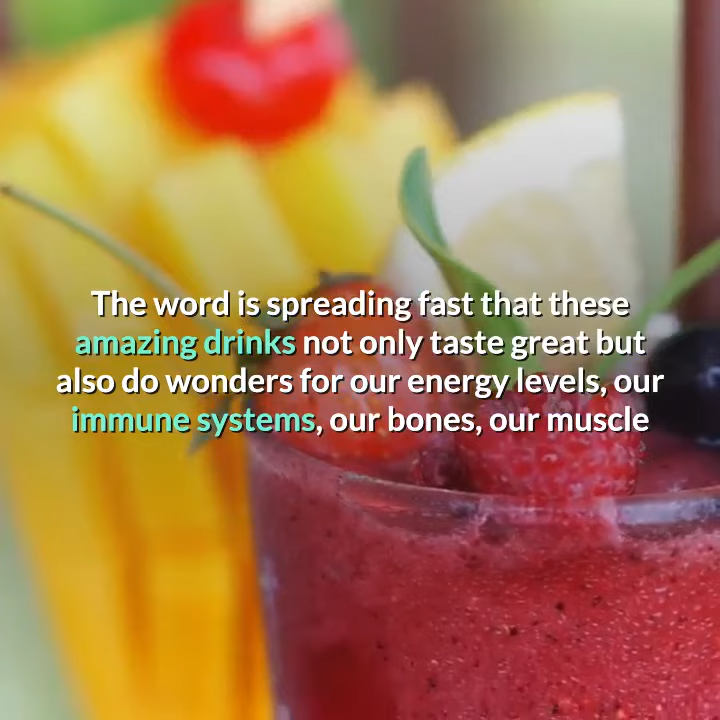 The word is spreading fast that these
amazing drinks not only taste great but
also do wonders for our energy levels, our
immune systems, our bones, our muscle